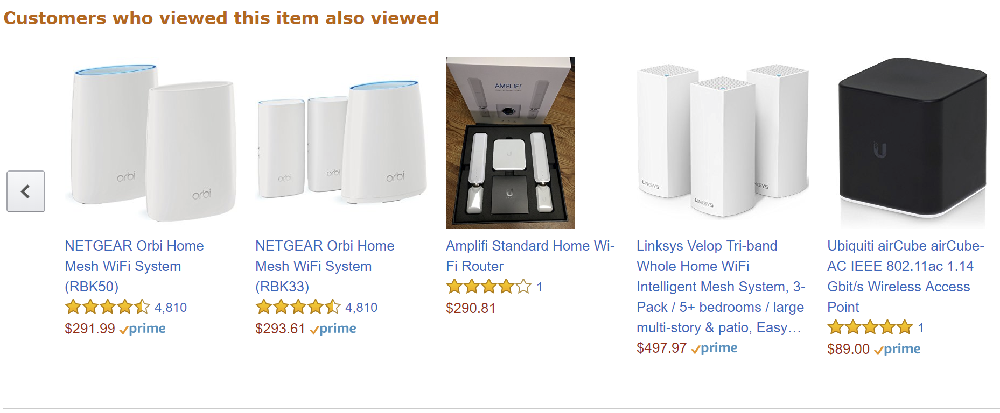 Customers who viewed this item also viewed
orbi
orbi
orbi
orbi
orbi
AMPLIFI
LINKSYS
LINKSYS
KSYS
NETGEAR Orbi Home
Mesh WiFi System
(RBK50)
4,810
$291.99 prime
NETGEAR Orbi Home
Mesh WiFi System
(RBK33)
4,810
$293.61 prime
Amplifi Standard Home Wi-
Fi Router
1
$290.81
Linksys Velop Tri-band
Whole Home WiFi
Intelligent Mesh System, 3-
Pack / 5+ bedrooms / large
multi-story & patio, Easy…
$497.97 prime
Ubiquiti airCube airCube-
AC IEEE 802.11ac 1.14
Gbit/s Wireless Access
Point
1
$89.00 prime